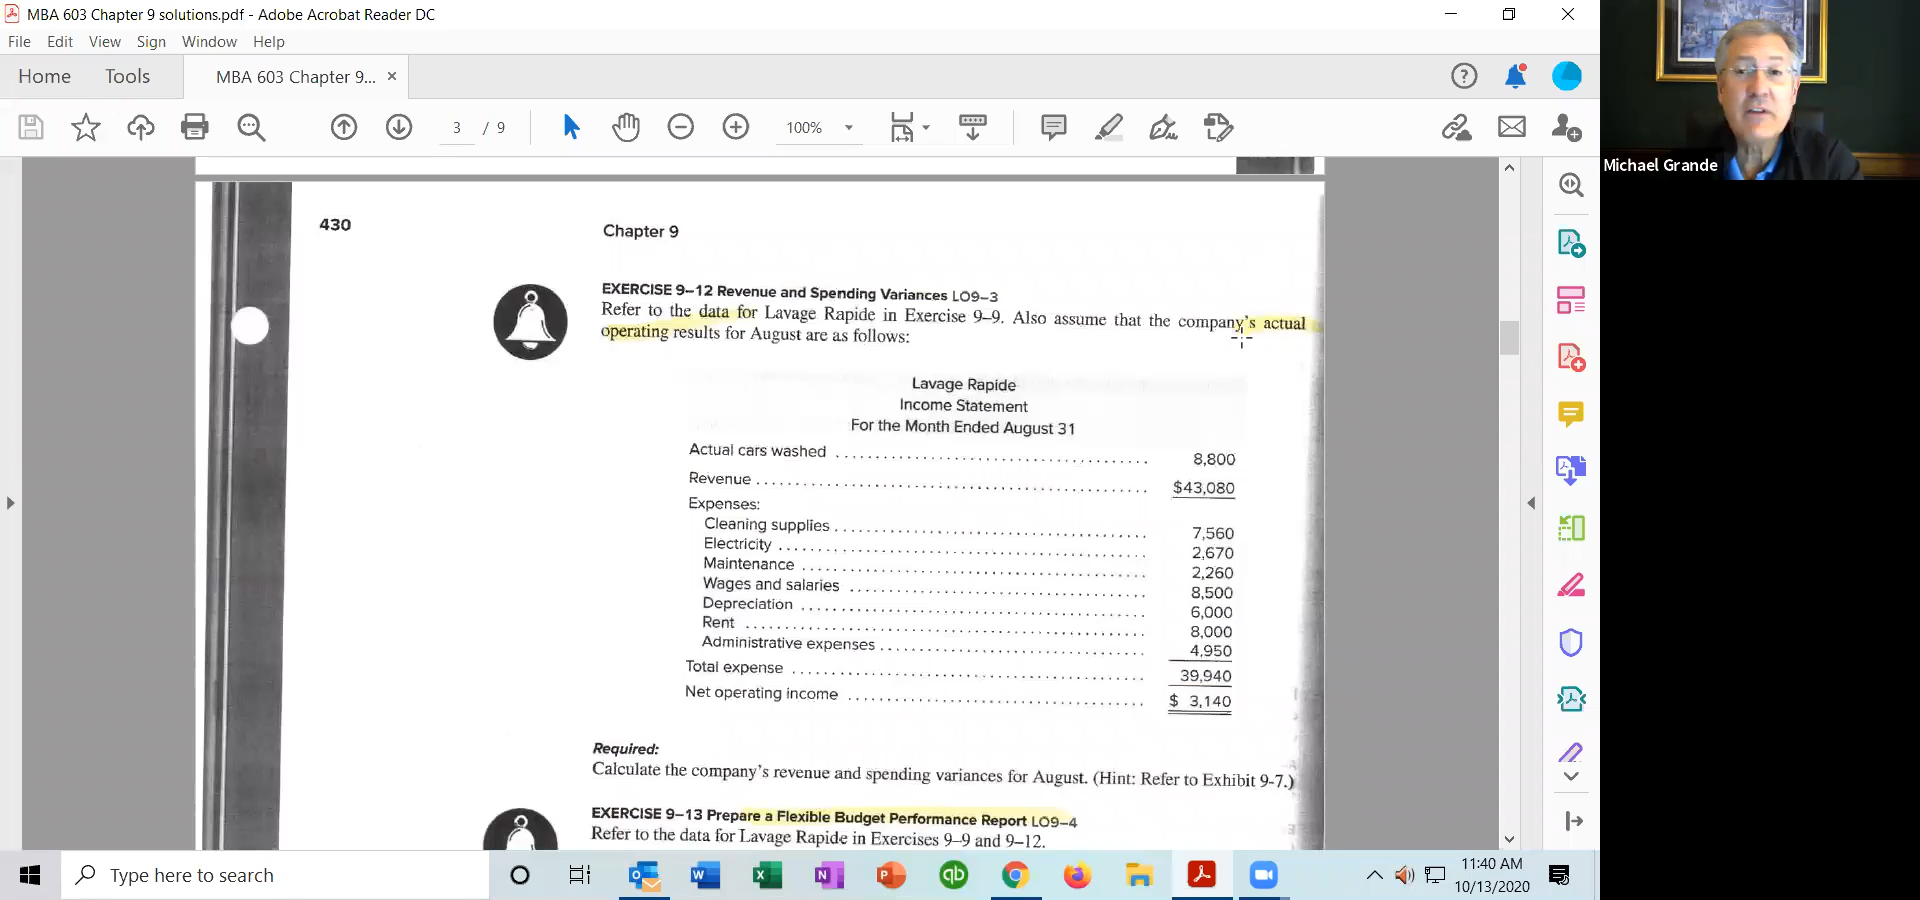 MBA 603 Chapter 9 solutions.pdf - Adobe Acrobat Reader DC
File Edit View Sign Window Help
Home Tools MBA 603 Chapter 9... ×
3 / 9 100%
Michael Grande
430
Chapter 9
EXERCISE 9–12 Revenue and Spending Variances LO9–3
Refer to the data for Lavage Rapide in Exercise 9–9. Also assume that the company's actual
operating results for August are as follows:
Lavage Rapide
Income Statement
For the Month Ended August 31
Actual cars washed 8,800
Revenue $43,080
Expenses:
Cleaning supplies 7,560
Electricity 2,670
Maintenance 2,260
Wages and salaries 8,500
Depreciation 6,000
Rent 8,000
Administrative expenses 4,950
Total expense 39,940
Net operating income $ 3,140
Required:
Calculate the company's revenue and spending variances for August. (Hint: Refer to Exhibit 9-7.)
EXERCISE 9–13 Prepare a Flexible Budget Performance Report LO9–4
Refer to the data for Lavage Rapide in Exercises 9–9 and 9–12.
Type here to search
11:40 AM
10/13/2020